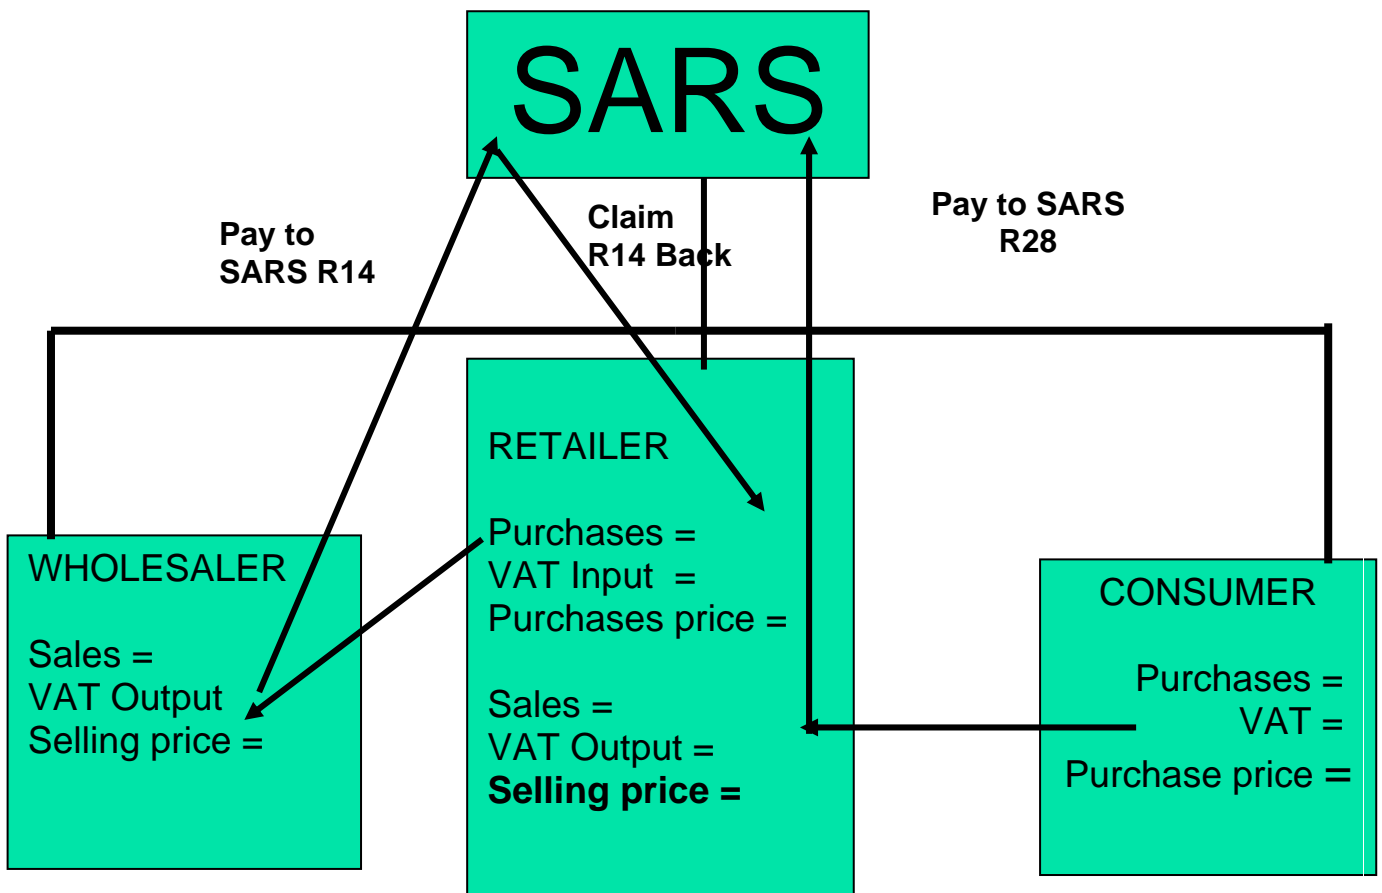 SARS
Pay to
SARS R14
Claim
R14 Back
Pay to SARS
R28
WHOLESALER
Sales =
VAT Output
Selling price =
RETAILER
Purchases =
VAT Input =
Purchases price =
Sales =
VAT Output =
Selling price =
CONSUMER
Purchases =
VAT =
Purchase price =